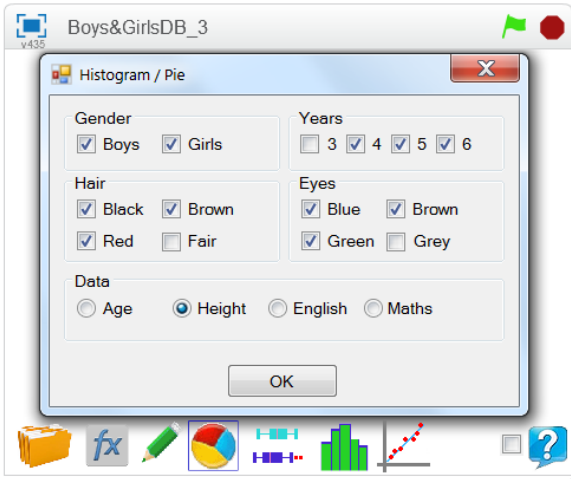 Boys&GirlsDB_3
v435
Histogram / Pie
X
Gender
Boys Girls
Years
3 4 5 6
Hair
Black Brown
Red Fair
Eyes
Blue Brown
Green Grey
Data
Age Height English Maths
OK
fx
?